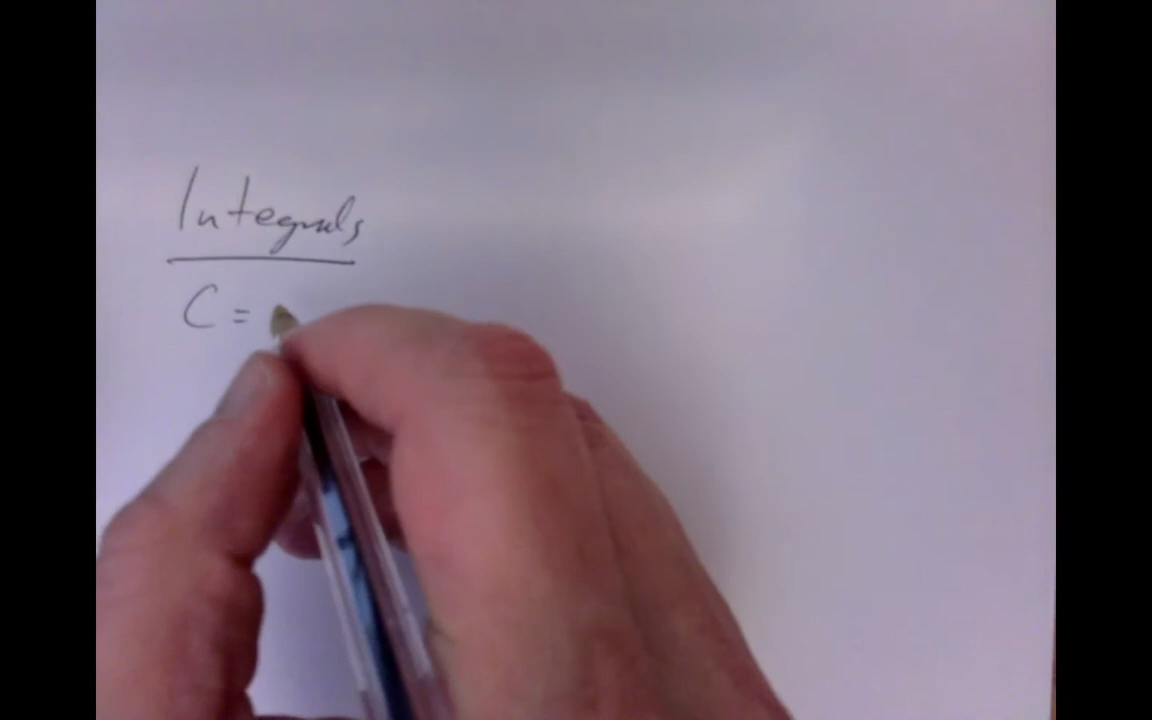 Integrals
C =